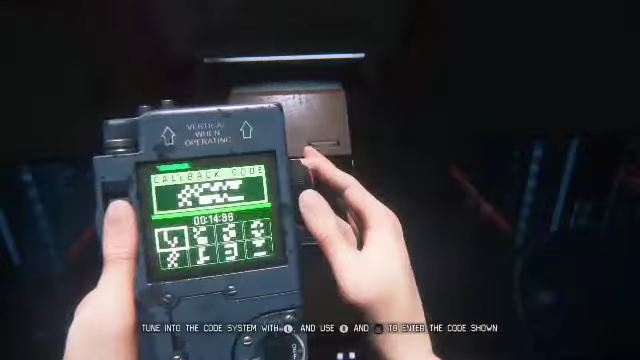 VERTICAL
WHEN
OPERATING
CALLBACK CODE
00:14:86
TUNE INTO THE CODE SYSTEM WITH L, AND USE AND TO ENTER THE CODE SHOWN